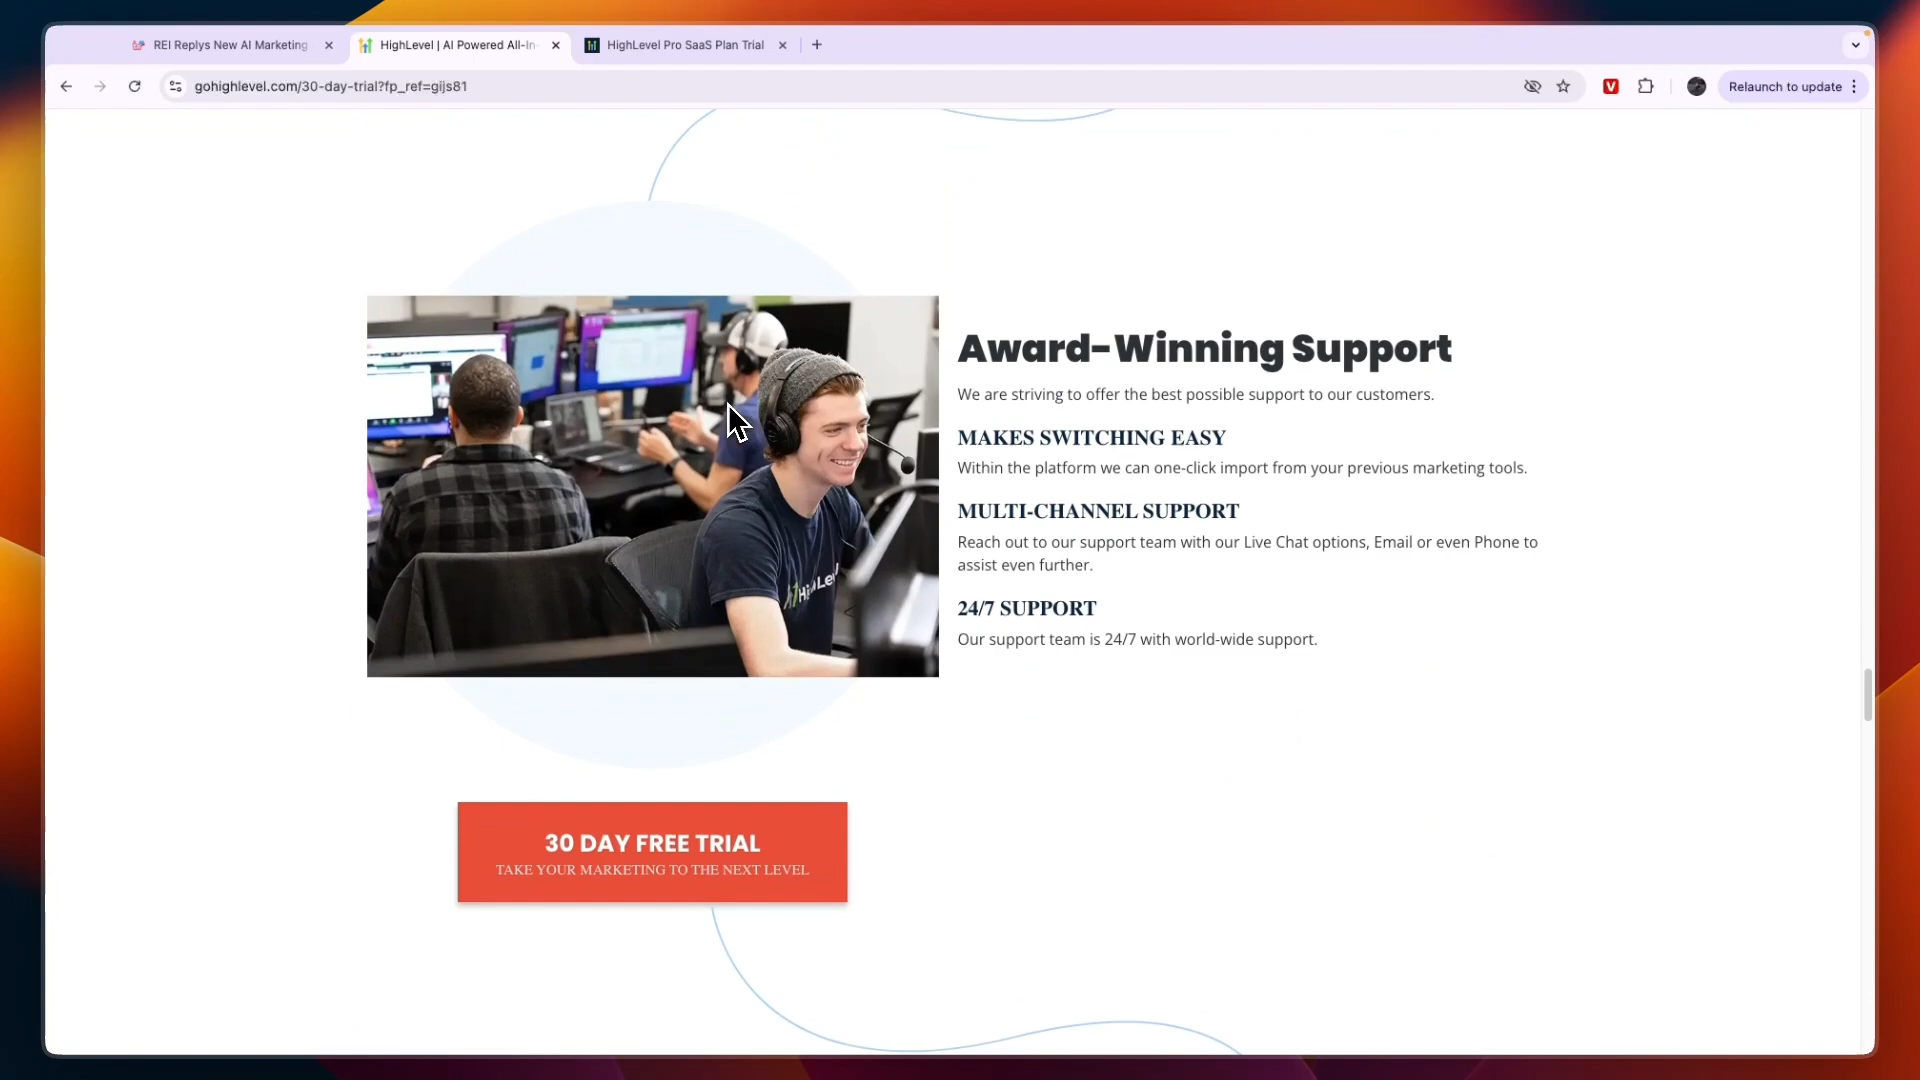 REI Replys New AI Marketing
HighLevel | AI Powered All-In-
HighLevel Pro SaaS Plan Trial
gohighlevel.com/30-day-trial?fp_ref=gijs81
V
Relaunch to update
HighLevel
Award-Winning Support
We are striving to offer the best possible support to our customers.
MAKES SWITCHING EASY
Within the platform we can one-click import from your previous marketing tools.
MULTI-CHANNEL SUPPORT
Reach out to our support team with our Live Chat options, Email or even Phone to
assist even further.
24/7 SUPPORT
Our support team is 24/7 with world-wide support.
30 DAY FREE TRIAL
TAKE YOUR MARKETING TO THE NEXT LEVEL